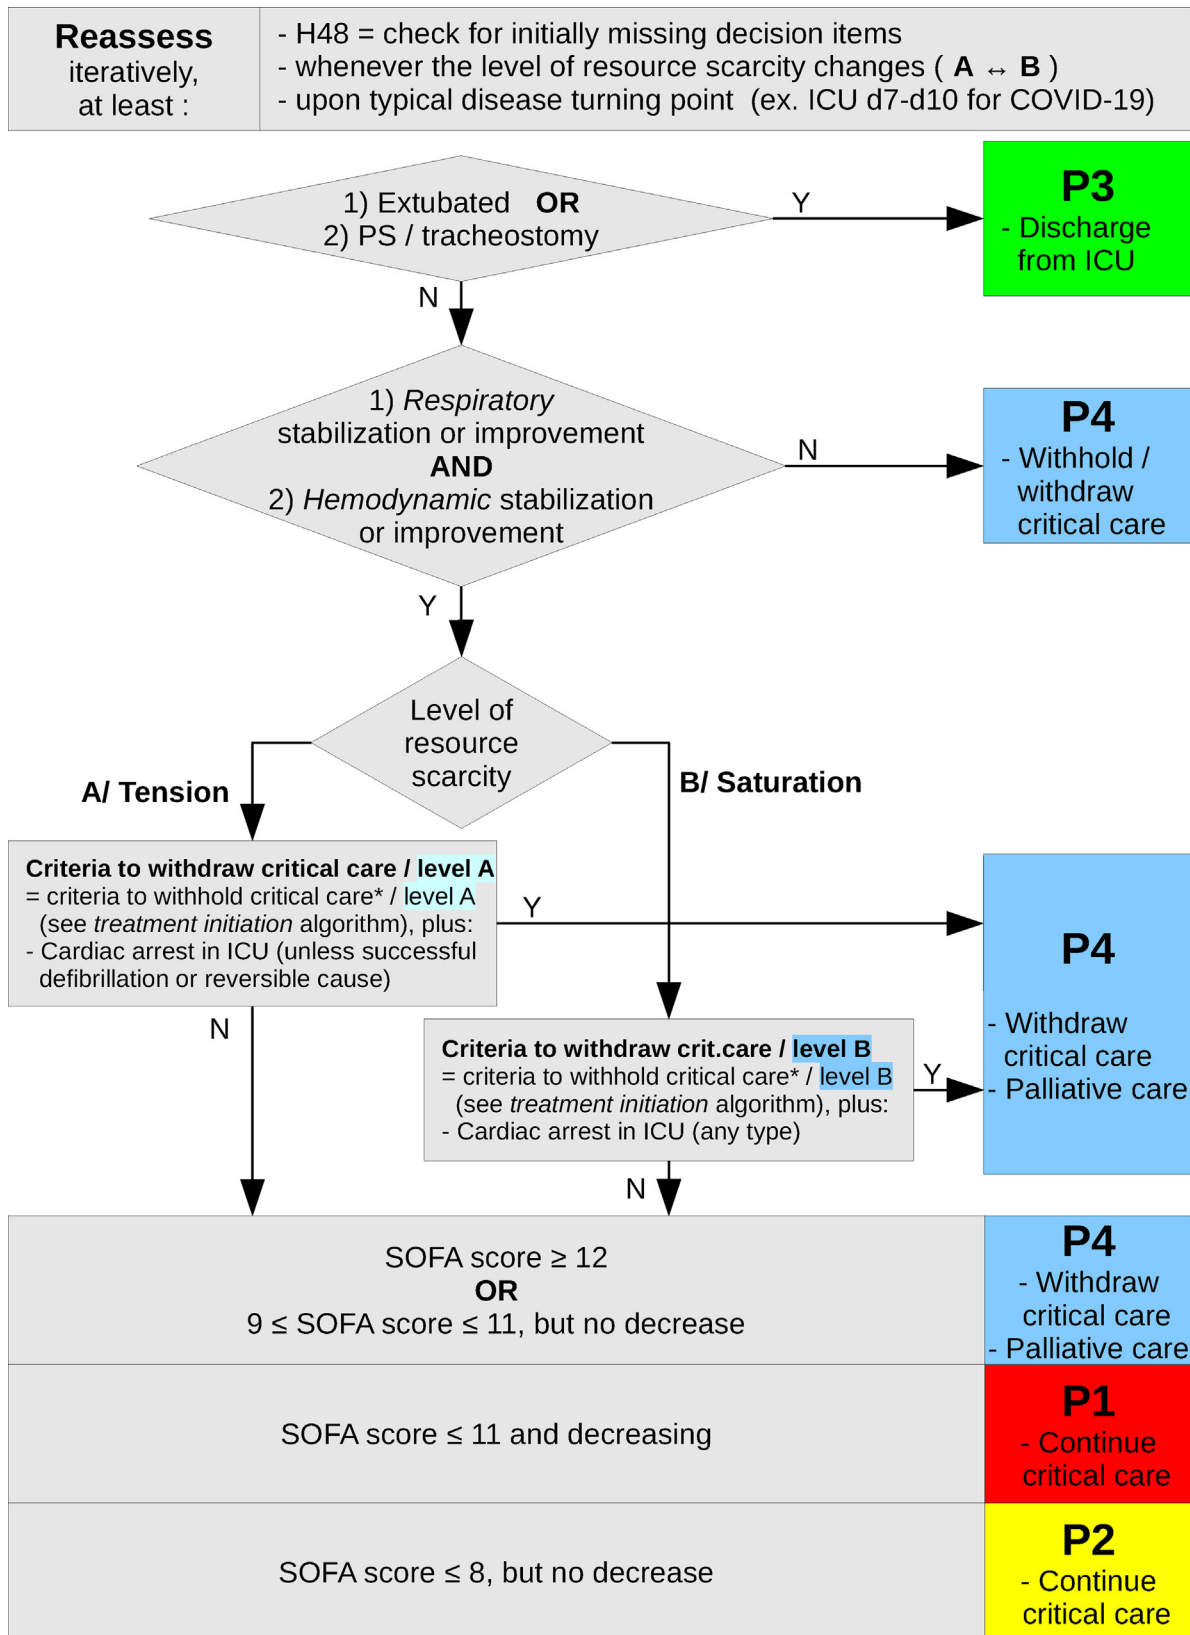 Reassess
iteratively,
at least :
- H48 = check for initially missing decision items
- whenever the level of resource scarcity changes ( A ↔ B )
- upon typical disease turning point (ex. ICU d7-d10 for COVID-19)
1) Extubated OR
2) PS / tracheostomy
Y
P3
- Discharge
from ICU
N
1) Respiratory
stabilization or improvement
AND
2) Hemodynamic stabilization
or improvement
N
P4
- Withhold /
withdraw
critical care
Y
Level of
resource
scarcity
A/ Tension
B/ Saturation
Criteria to withdraw critical care / level A
= criteria to withhold critical care* / level A
(see treatment initiation algorithm), plus:
- Cardiac arrest in ICU (unless successful
defibrillation or reversible cause)
Y
N
Criteria to withdraw crit.care / level B
= criteria to withhold critical care* / level B
(see treatment initiation algorithm), plus:
- Cardiac arrest in ICU (any type)
Y
N
P4
- Withdraw
critical care
- Palliative care
SOFA score ≥ 12
OR
9 ≤ SOFA score ≤ 11, but no decrease
P4
- Withdraw
critical care
- Palliative care
SOFA score ≤ 11 and decreasing
P1
- Continue
critical care
SOFA score ≤ 8, but no decrease
P2
- Continue
critical care